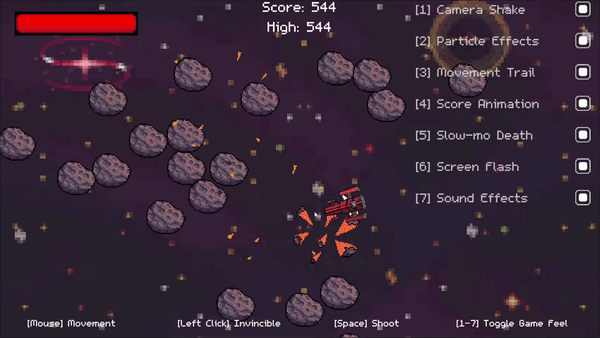 Score: 544
High: 544
[1] Camera Shake
[2] Particle Effects
[3] Movement Trail
[4] Score Animation
[5] Slow-mo Death
[6] Screen Flash
[7] Sound Effects
[Mouse] Movement
[Left Click] Invincible
[Space] Shoot
[1-7] Toggle Game Feel